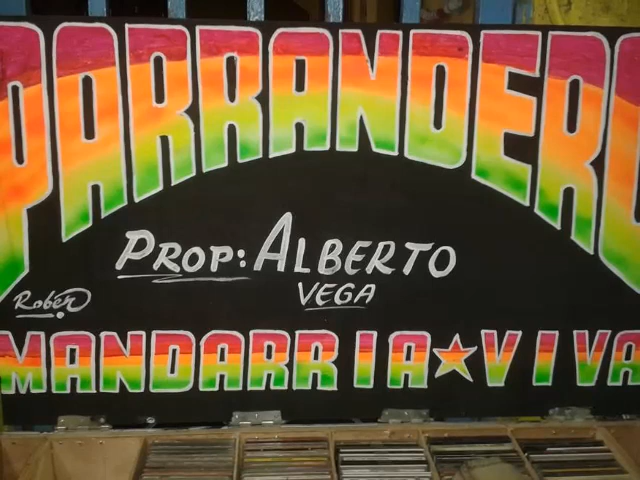 PARRANDERO
PROP: ALBERTO
VEGA
Rober
MANDARRIA★VIVA